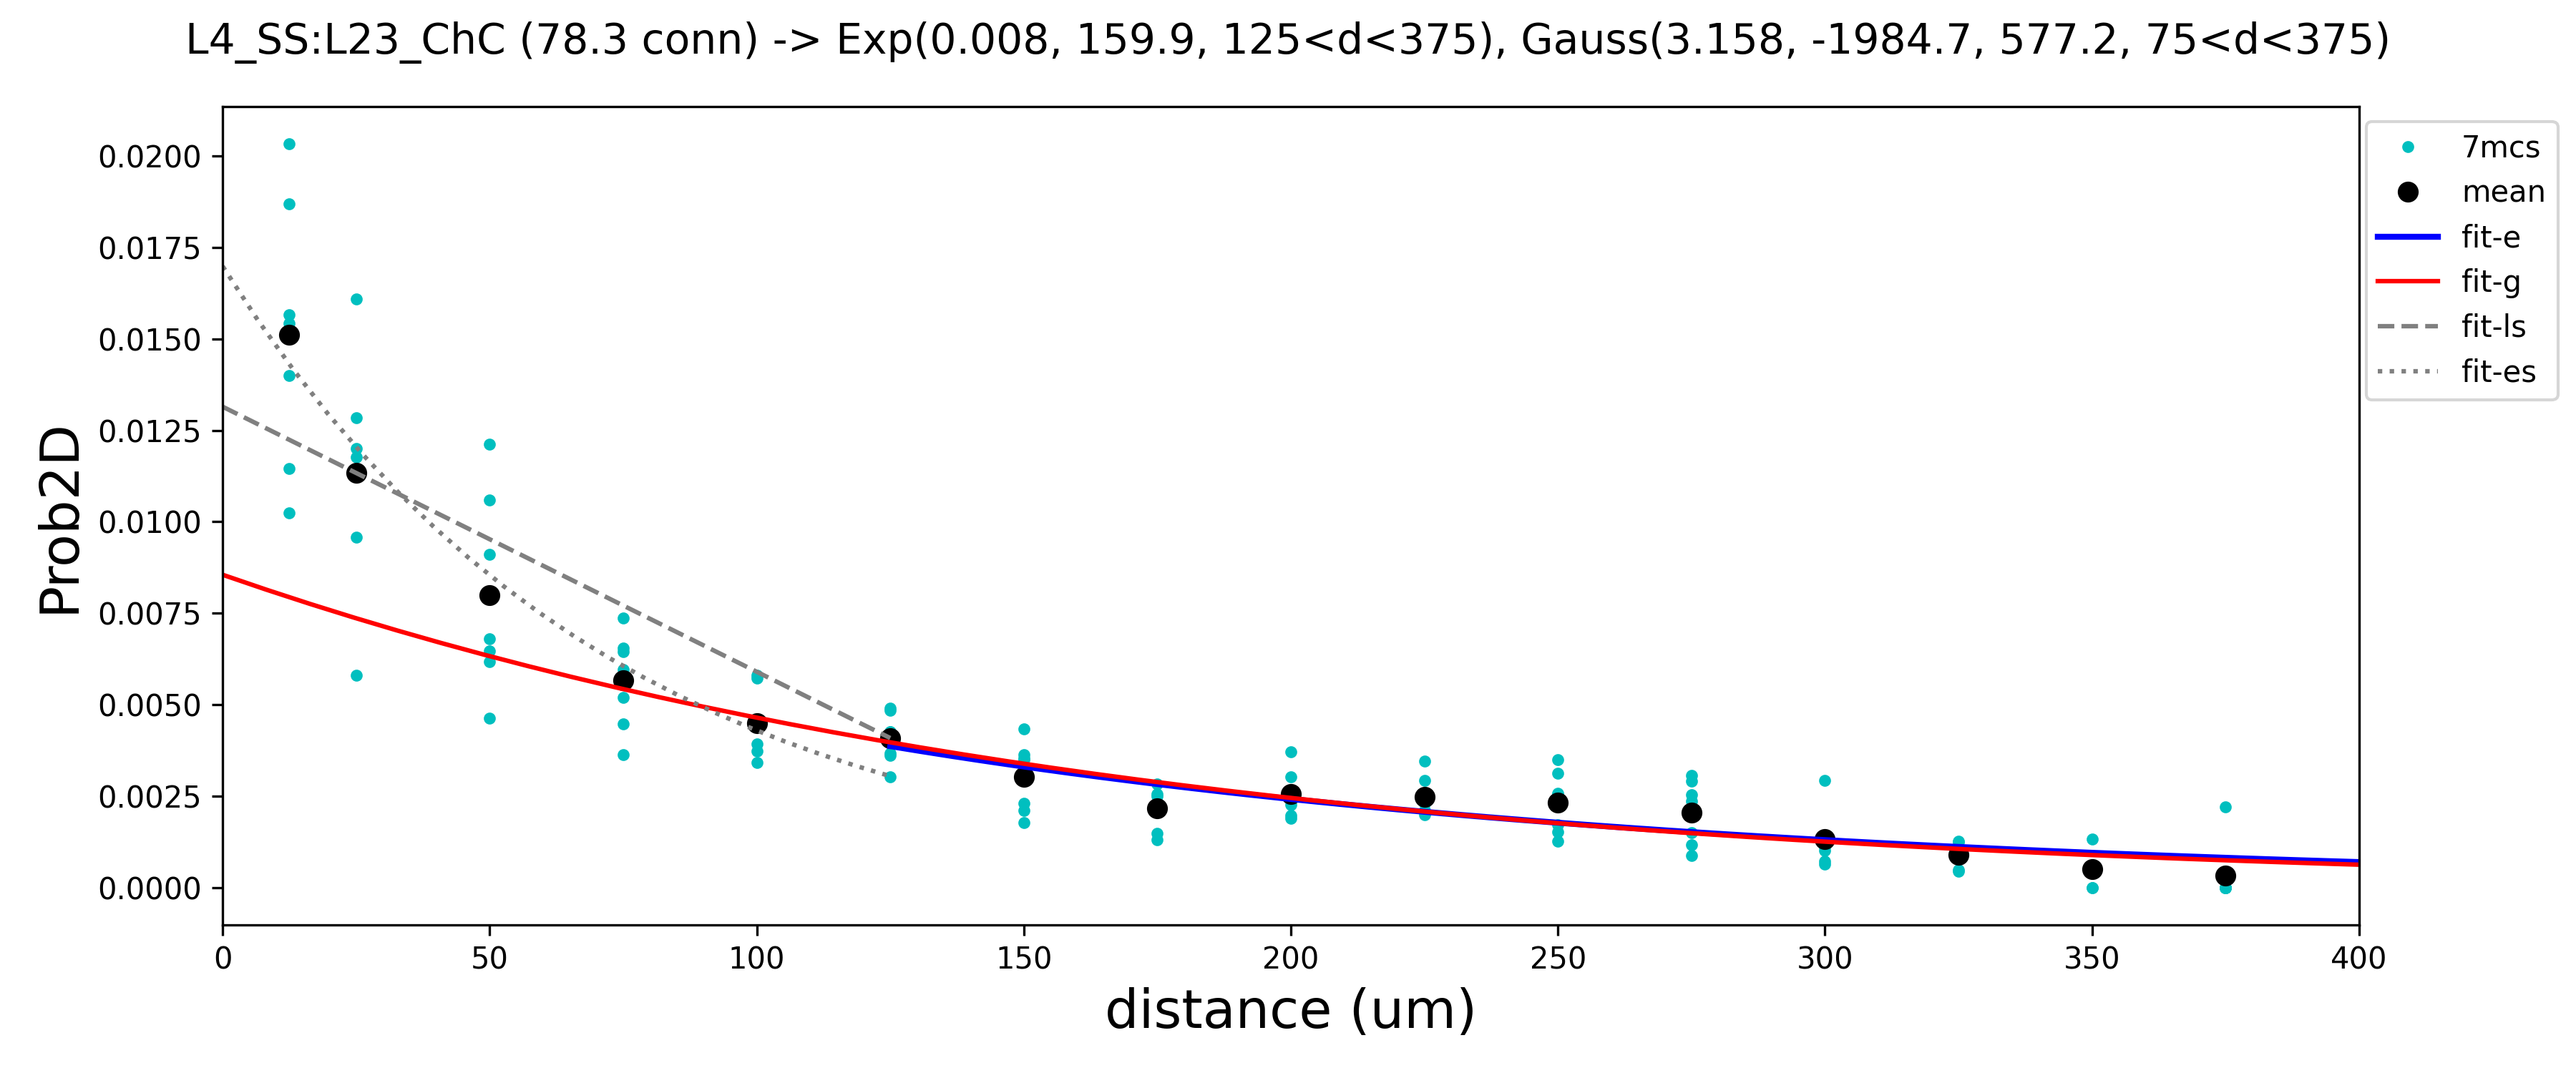 L4_SS:L23_ChC (78.3 conn) -> Exp(0.008, 159.9, 125<d<375), Gauss(3.158, -1984.7, 577.2, 75<d<375)
0.0200
0.0175
0.0150
0.0125
0.0100
0.0075
0.0050
0.0025
0.0000
Prob2D
0 50 100 150 200 250 300 350 400
distance (um)
7mcs
mean
fit-e
fit-g
fit-ls
fit-es